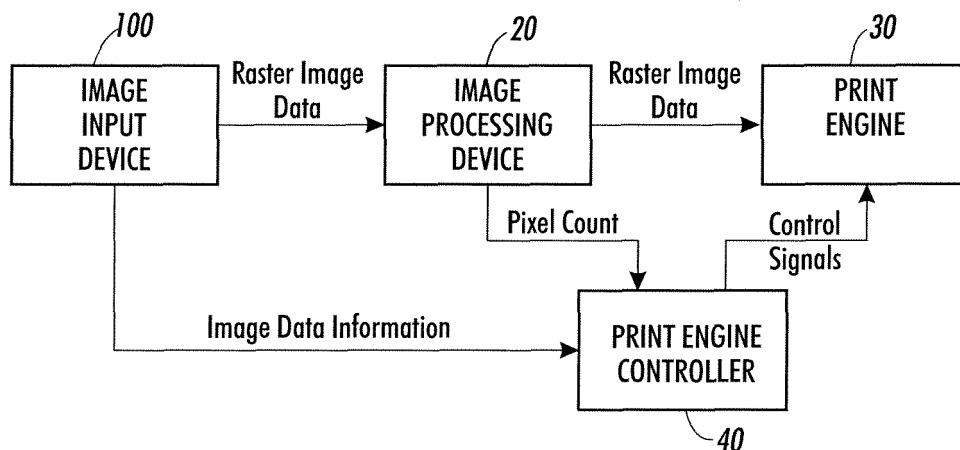 100
20
30
IMAGE
INPUT
DEVICE
Raster Image
Data
IMAGE
PROCESSING
DEVICE
Raster Image
Data
PRINT
ENGINE
Pixel Count
Control
Signals
Image Data Information
PRINT ENGINE
CONTROLLER
40